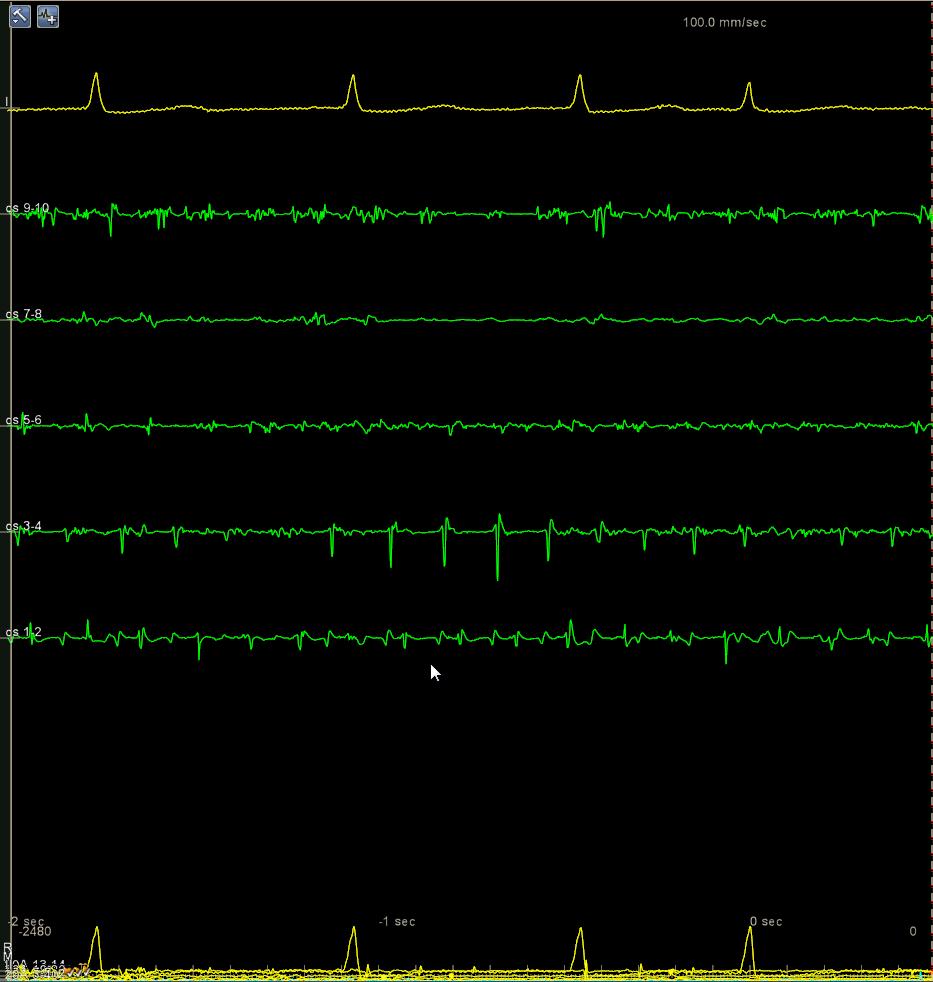 100.0 mm/sec
I
cs 9-10
cs 7-8
cs 5-6
cs 3-4
cs 1-2
-2 sec
-1 sec
0 sec
-2480
0